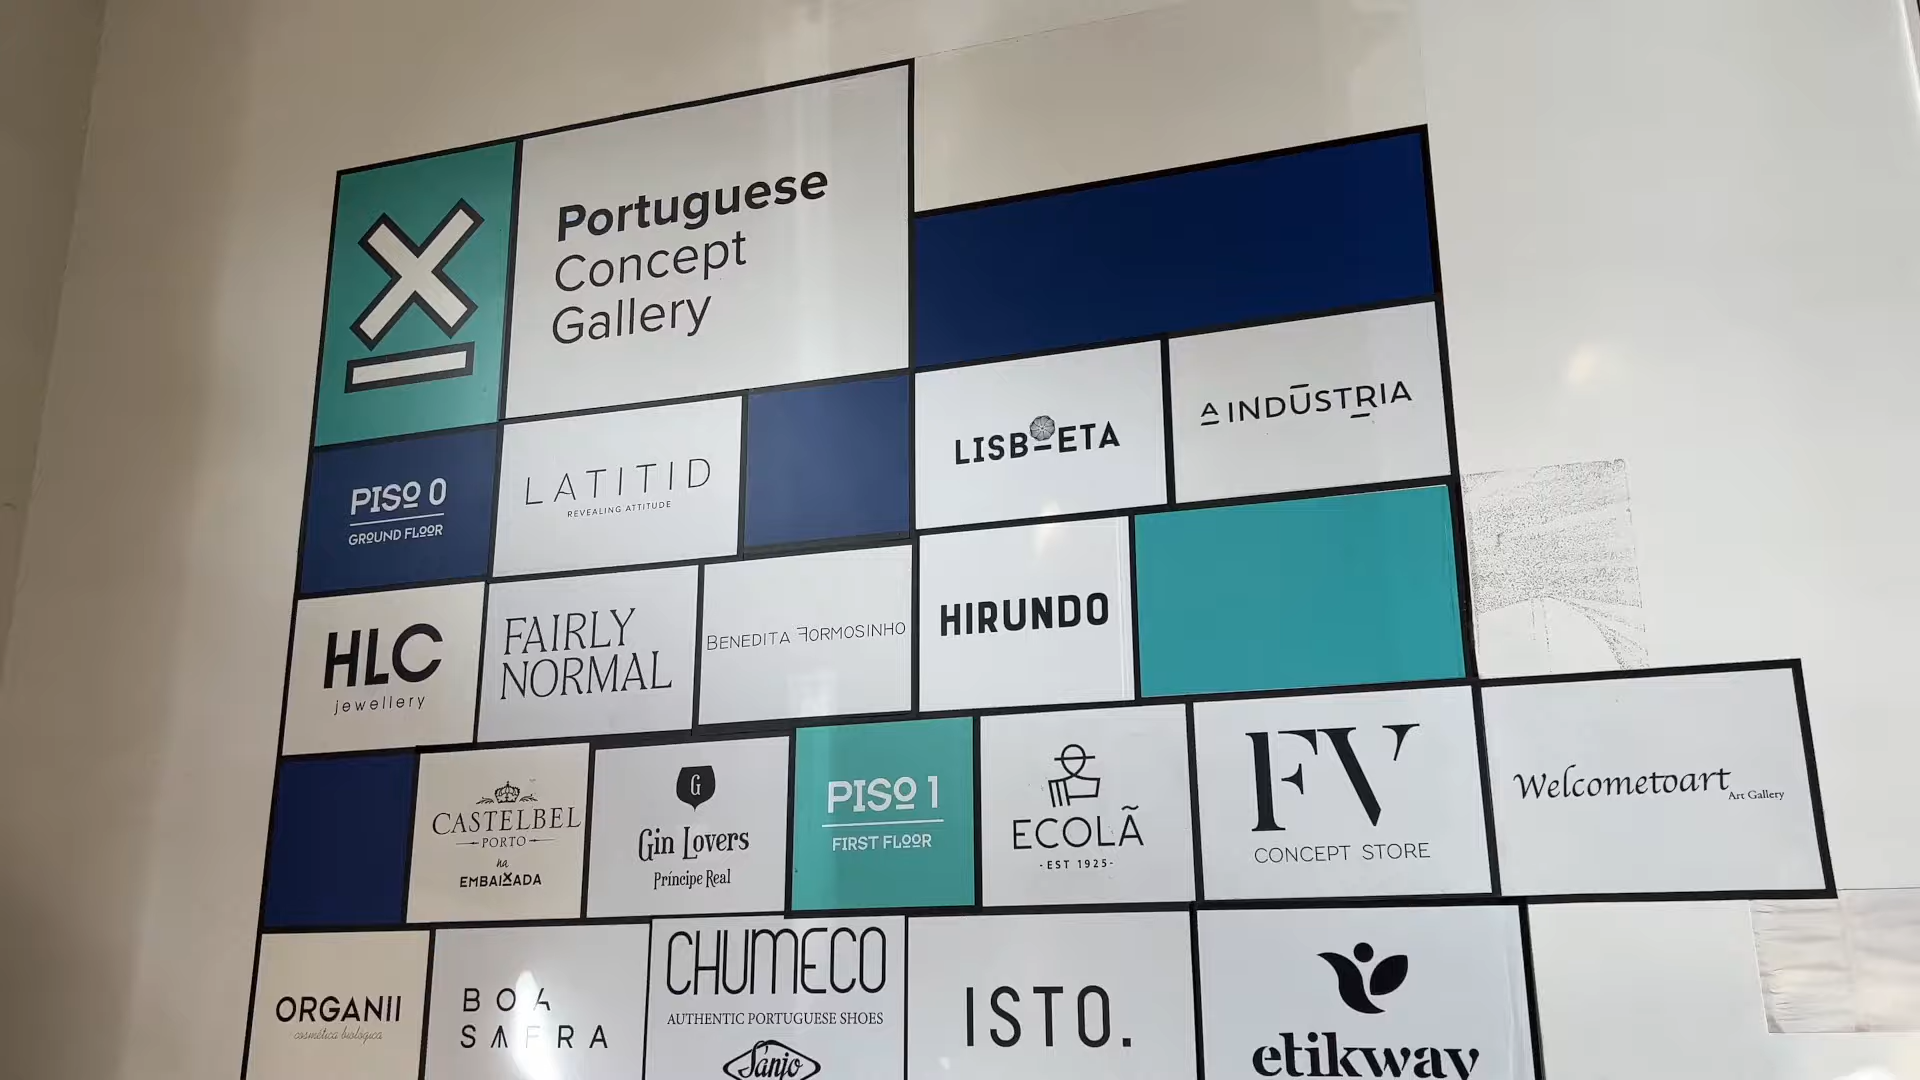 Portuguese
Concept
Gallery
LISBOETA
A INDŪSTRIA
PISO 0
GROUND FLOOR
LATITID
REVEALING ATTITUDE
HLC
jewellery
FAIRLY
NORMAL
BENEDITA FORMOSINHO
HIRUNDO
CASTELBEL
PORTO
na
EMBAIXADA
G
Gin Lovers
Príncipe Real
PISO 1
FIRST FLOOR
ECOLÃ
-EST 1925-
FV
CONCEPT STORE
Welcometoart
Art Gallery
ORGANII
cosmética biológica
BOA
SAFRA
CHUMECO
AUTHENTIC PORTUGUESE SHOES
Sanjo
ISTO.
etikway